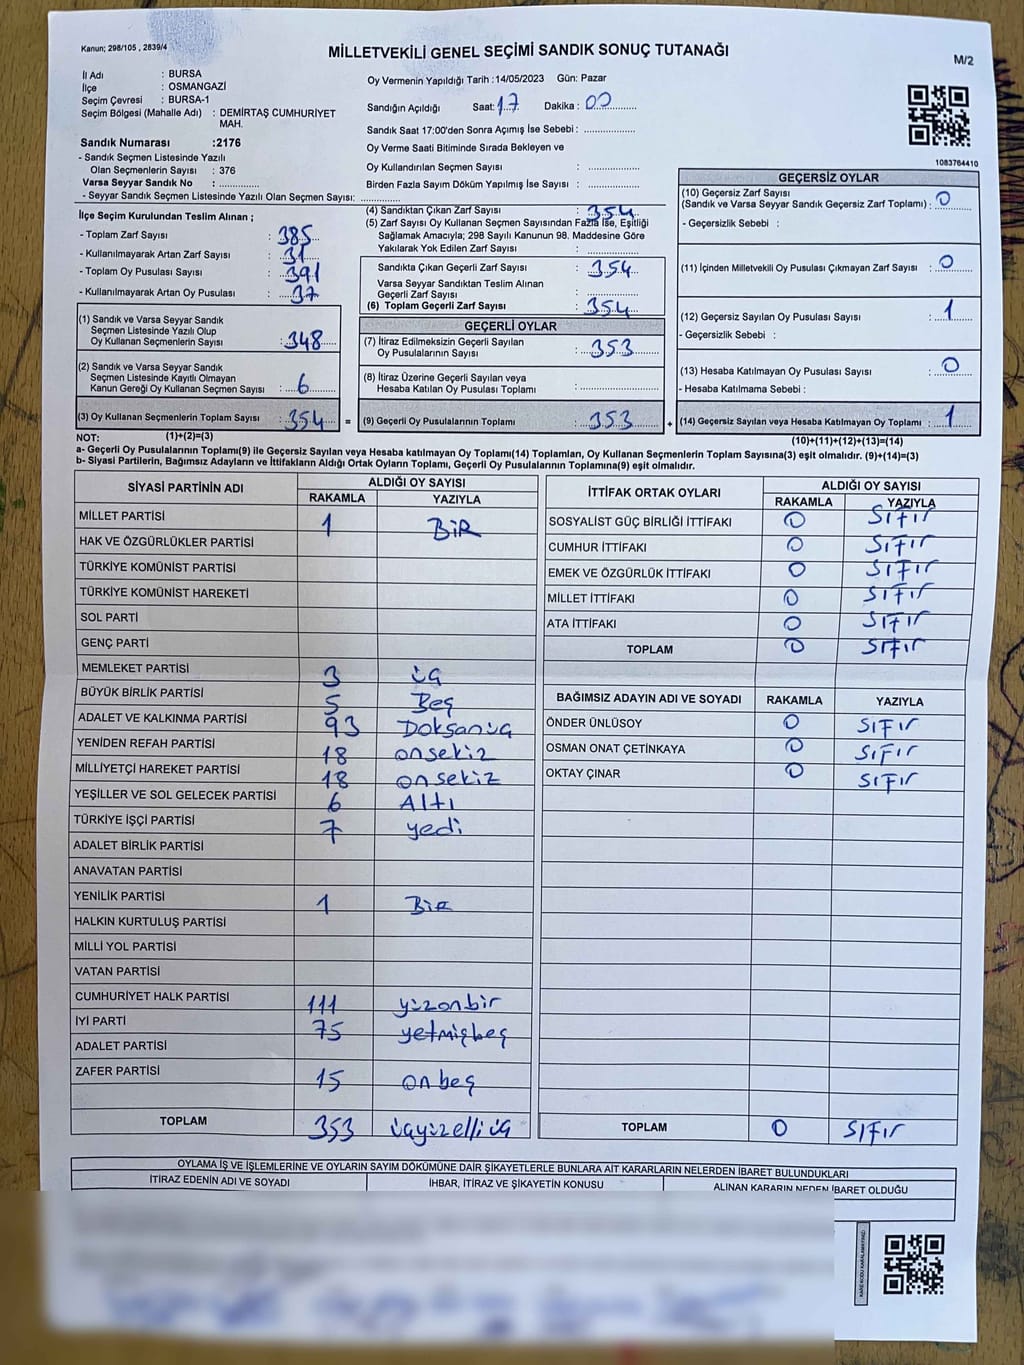 Kanun; 298/105 , 2839/4
MİLLETVEKİLİ GENEL SEÇİMİ SANDIK SONUÇ TUTANAĞI
M/2
İl Adı : BURSA
İlçe : OSMANGAZİ
Seçim Çevresi : BURSA-1
Seçim Bölgesi (Mahalle Adı) : DEMİRTAŞ CUMHURİYET
MAH.
Sandık Numarası :2176
- Sandık Seçmen Listesinde Yazılı
Olan Seçmenlerin Sayısı : 376
Varsa Seyyar Sandık No : ..............
- Seyyar Sandık Seçmen Listesinde Yazılı Olan Seçmen Sayısı: ..............
Oy Vermenin Yapıldığı Tarih :14/05/2023 Gün: Pazar
Sandığın Açıldığı Saat: 17 Dakika : 00
Sandık Saat 17:00'den Sonra Açımış İse Sebebi : ..............
Oy Verme Saati Bitiminde Sırada Bekleyen ve
Oy Kullandırılan Seçmen Sayısı : ..............
Birden Fazla Sayım Döküm Yapılmış İse Sayısı : ..............
1083764410
İlçe Seçim Kurulundan Teslim Alınan ;
- Toplam Zarf Sayısı : 385
- Kullanılmayarak Artan Zarf Sayısı : 31
- Toplam Oy Pusulası Sayısı : 391
- Kullanılmayarak Artan Oy Pusulası : 37
(1) Sandık ve Varsa Seyyar Sandık
Seçmen Listesinde Yazılı Olup
Oy Kullanan Seçmenlerin Sayısı : 348
(2) Sandık ve Varsa Seyyar Sandık
Seçmen Listesinde Kayıtlı Olmayan
Kanun Gereği Oy Kullanan Seçmen Sayısı : 6
(3) Oy Kullanan Seçmenlerin Toplam Sayısı : 354 =
(1)+(2)=(3)
(4) Sandıktan Çıkan Zarf Sayısı : 354
(5) Zarf Sayısı Oy Kullanan Seçmen Sayısından Fazla İse, Eşitliği
Sağlamak Amacıyla; 298 Sayılı Kanunun 98. Maddesine Göre
Yakılarak Yok Edilen Zarf Sayısı : ..............
Sandıkta Çıkan Geçerli Zarf Sayısı : 354
Varsa Seyyar Sandıktan Teslim Alınan
Geçerli Zarf Sayısı : ..............
(6) Toplam Geçerli Zarf Sayısı : 354
GEÇERLİ OYLAR
(7) İtiraz Edilmeksizin Geçerli Sayılan
Oy Pusulalarının Sayısı : 353
(8) İtiraz Üzerine Geçerli Sayılan veya
Hesaba Katılan Oy Pusulası Toplamı : ..............
(9) Geçerli Oy Pusulalarının Toplamı : 353 +
GEÇERSİZ OYLAR
(10) Geçersiz Zarf Sayısı
(Sandık ve Varsa Seyyar Sandık Geçersiz Zarf Toplamı) : 0
- Geçersizlik Sebebi :
(11) İçinden Milletvekili Oy Pusulası Çıkmayan Zarf Sayısı : 0
(12) Geçersiz Sayılan Oy Pusulası Sayısı : 1
- Geçersizlik Sebebi :
(13) Hesaba Katılmayan Oy Pusulası Sayısı : 0
- Hesaba Katılmama Sebebi :
(14) Geçersiz Sayılan veya Hesaba Katılmayan Oy Toplamı : 1
(10)+(11)+(12)+(13)=(14)
NOT:
a- Geçerli Oy Pusulalarının Toplamı(9) ile Geçersiz Sayılan veya Hesaba katılmayan Oy Toplamı(14) Toplamları, Oy Kullanan Seçmenlerin Toplam Sayısına(3) eşit olmalıdır. (9)+(14)=(3)
b- Siyasi Partilerin, Bağımsız Adayların ve İttifakların Aldığı Ortak Oyların Toplamı, Geçerli Oy Pusulalarının Toplamına(9) eşit olmalıdır.
SİYASİ PARTİNİN ADI ALDIĞI OY SAYISI
RAKAMLA YAZIYLA
MİLLET PARTİSİ 1 BİR
HAK VE ÖZGÜRLÜKLER PARTİSİ
TÜRKİYE KOMÜNİST PARTİSİ
TÜRKİYE KOMÜNİST HAREKETİ
SOL PARTİ
GENÇ PARTİ
MEMLEKET PARTİSİ 3 üç
BÜYÜK BİRLİK PARTİSİ 5 Beş
ADALET VE KALKINMA PARTİSİ 93 Doksanüç
YENİDEN REFAH PARTİSİ 18 onsekiz
MİLLİYETÇİ HAREKET PARTİSİ 18 onsekiz
YEŞİLLER VE SOL GELECEK PARTİSİ 6 Altı
TÜRKİYE İŞÇİ PARTİSİ 7 yedi
ADALET BİRLİK PARTİSİ
ANAVATAN PARTİSİ
YENİLİK PARTİSİ 1 Bir
HALKIN KURTULUŞ PARTİSİ
MİLLİ YOL PARTİSİ
VATAN PARTİSİ
CUMHURİYET HALK PARTİSİ 111 yüzonbir
İYİ PARTİ 75 yetmişbeş
ADALET PARTİSİ
ZAFER PARTİSİ 15 onbeş
TOPLAM 353 üçyüzelliüç
İTTİFAK ORTAK OYLARI ALDIĞI OY SAYISI
RAKAMLA YAZIYLA
SOSYALİST GÜÇ BİRLİĞİ İTTİFAKI 0 Sıfır
CUMHUR İTTİFAKI 0 Sıfır
EMEK VE ÖZGÜRLÜK İTTİFAKI 0 Sıfır
MİLLET İTTİFAKI 0 Sıfır
ATA İTTİFAKI 0 Sıfır
TOPLAM 0 Sıfır
BAĞIMSIZ ADAYIN ADI VE SOYADI RAKAMLA YAZIYLA
ÖNDER ÜNLÜSOY 0 Sıfır
OSMAN ONAT ÇETİNKAYA 0 Sıfır
OKTAY ÇINAR 0 Sıfır
TOPLAM 0 Sıfır
OYLAMA İŞ VE İŞLEMLERİNE VE OYLARIN SAYIM DÖKÜMÜNE DAİR ŞİKAYETLERLE BUNLARA AİT KARARLARIN NELERDEN İBARET BULUNDUKLARI
İTİRAZ EDENİN ADI VE SOYADI İHBAR, İTİRAZ VE ŞİKAYETİN KONUSU ALINAN KARARIN NEDEN İBARET OLDUĞU